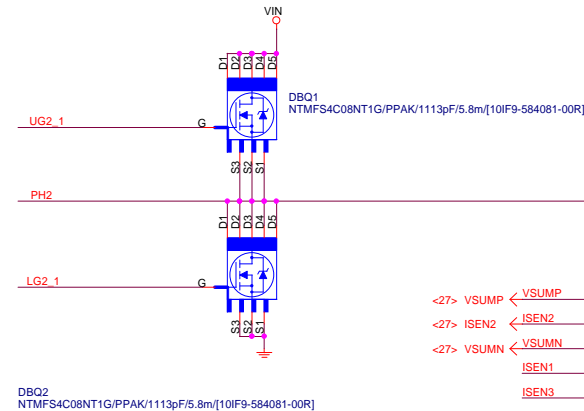 VIN
D1
D2
D3
D4
D5
DBQ1
NTMFS4C08NT1G/PPAK/1113pF/5.8m/[10IF9-584081-00R]
UG2_1
G
S3
S2
S1
PH2
D1
D2
D3
D4
D5
LG2_1
G
S3
S2
S1
<27> VSUMP
VSUMP
<27> ISEN2
ISEN2
<27> VSUMN
VSUMN
ISEN1
ISEN3
DBQ2
NTMFS4C08NT1G/PPAK/1113pF/5.8m/[10IF9-584081-00R]